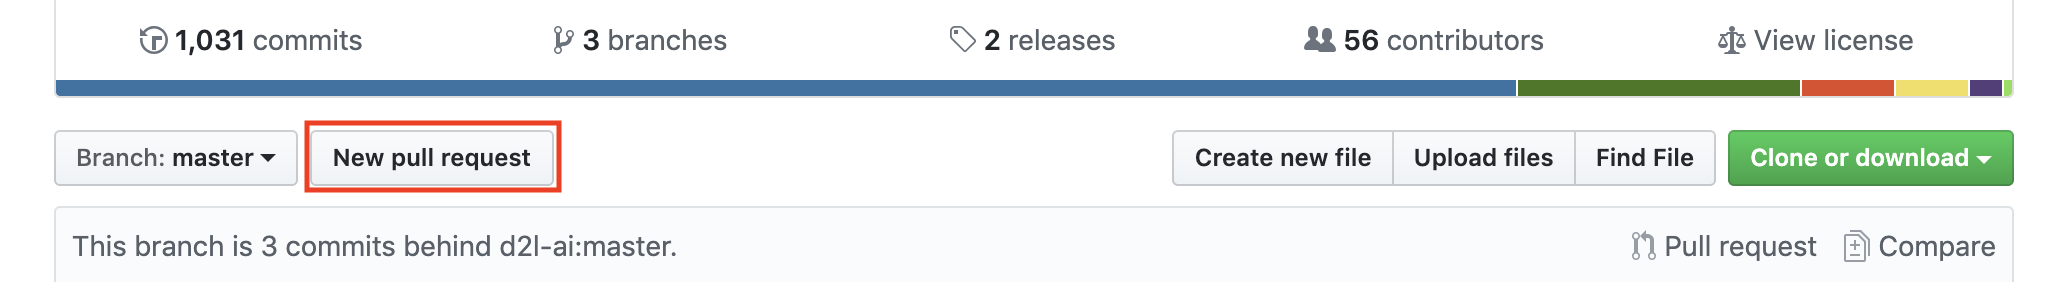 1,031 commits 3 branches 2 releases 56 contributors View license
Branch: master New pull request Create new file Upload files Find File Clone or download
This branch is 3 commits behind d2l-ai:master. Pull request Compare